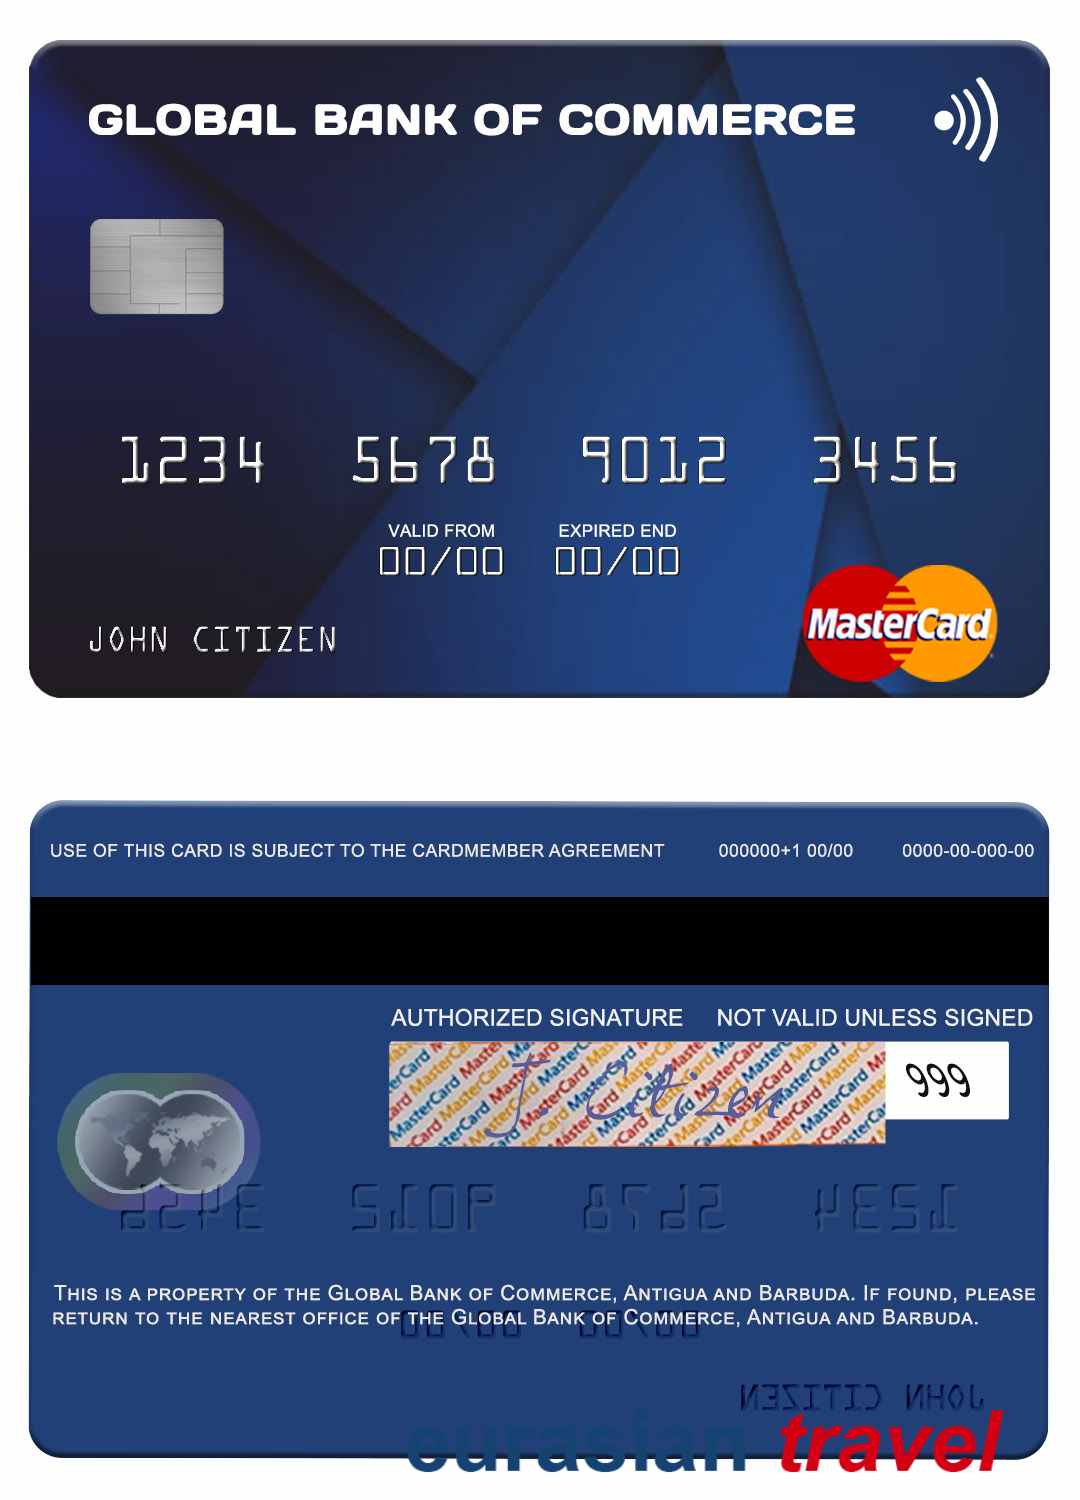 GLOBAL BANK OF COMMERCE
1234 5678 9012 3456
VALID FROM EXPIRED END
00/00 00/00
JOHN CITIZEN
MasterCard
USE OF THIS CARD IS SUBJECT TO THE CARDMEMBER AGREEMENT 000000+1 00/00 0000-00-000-00
AUTHORIZED SIGNATURE NOT VALID UNLESS SIGNED
J. Citizen 999
THIS IS A PROPERTY OF THE GLOBAL BANK OF COMMERCE, ANTIGUA AND BARBUDA. IF FOUND, PLEASE
RETURN TO THE NEAREST OFFICE OF THE GLOBAL BANK OF COMMERCE, ANTIGUA AND BARBUDA.
JOHN CITIZEN
eurasian travel